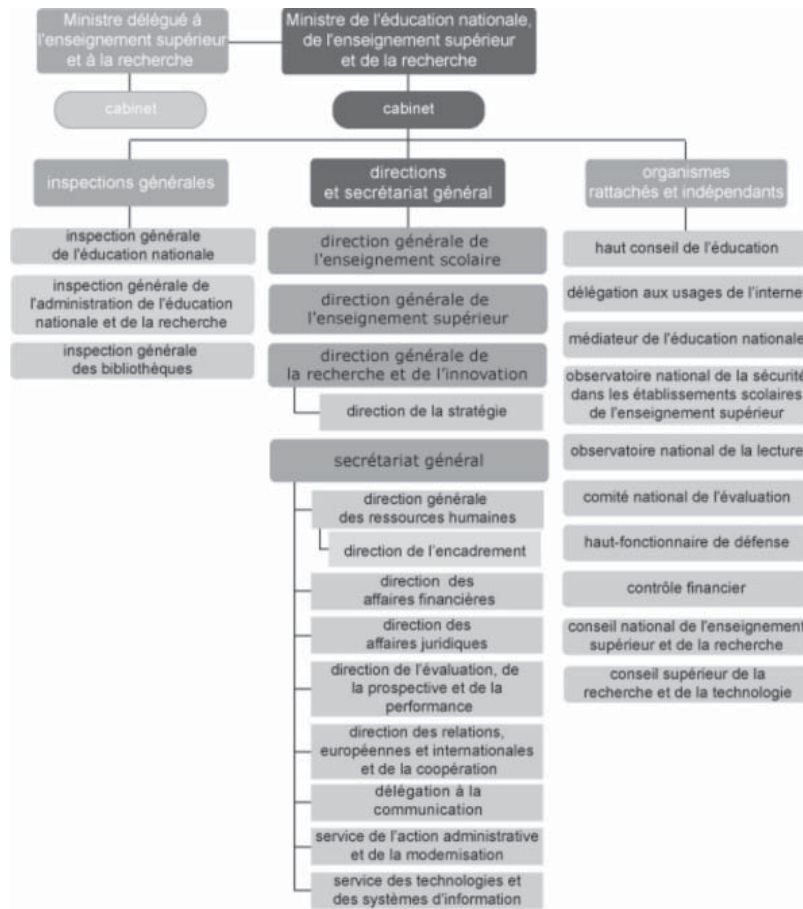 Ministre délégué à
l'enseignement supérieur
et à la recherche
Ministre de l'éducation nationale,
de l'enseignement supérieur
et de la recherche
cabinet
cabinet
inspections générales
directions
et secrétariat général
organismes
rattachés et indépendants
inspection générale
de l'éducation nationale
inspection générale de
l'administration de l'éducation
nationale et de la recherche
inspection générale
des bibliothèques
direction générale de
l'enseignement scolaire
direction générale de
l'enseignement supérieur
direction générale de
la recherche et de l'innovation
direction de la stratégie
secrétariat général
direction générale
des ressources humaines
direction de l'encadrement
direction des
affaires financières
direction des
affaires juridiques
direction de l'évaluation, de
la prospective et de la
performance
direction des relations,
européennes et internationales
et de la coopération
délégation à la
communication
service de l'action administrative
et de la modernisation
service des technologies et
des systèmes d'information
haut conseil de l'éducation
délégation aux usages de l'internet
médiateur de l'éducation nationale
observatoire national de la sécurité
dans les établissements scolaires
de l'enseignement supérieur
observatoire national de la lecture
comité national de l'évaluation
haut-fonctionnaire de défense
contrôle financier
conseil national de l'enseignement
supérieur et de la recherche
conseil supérieur de la
recherche et de la technologie